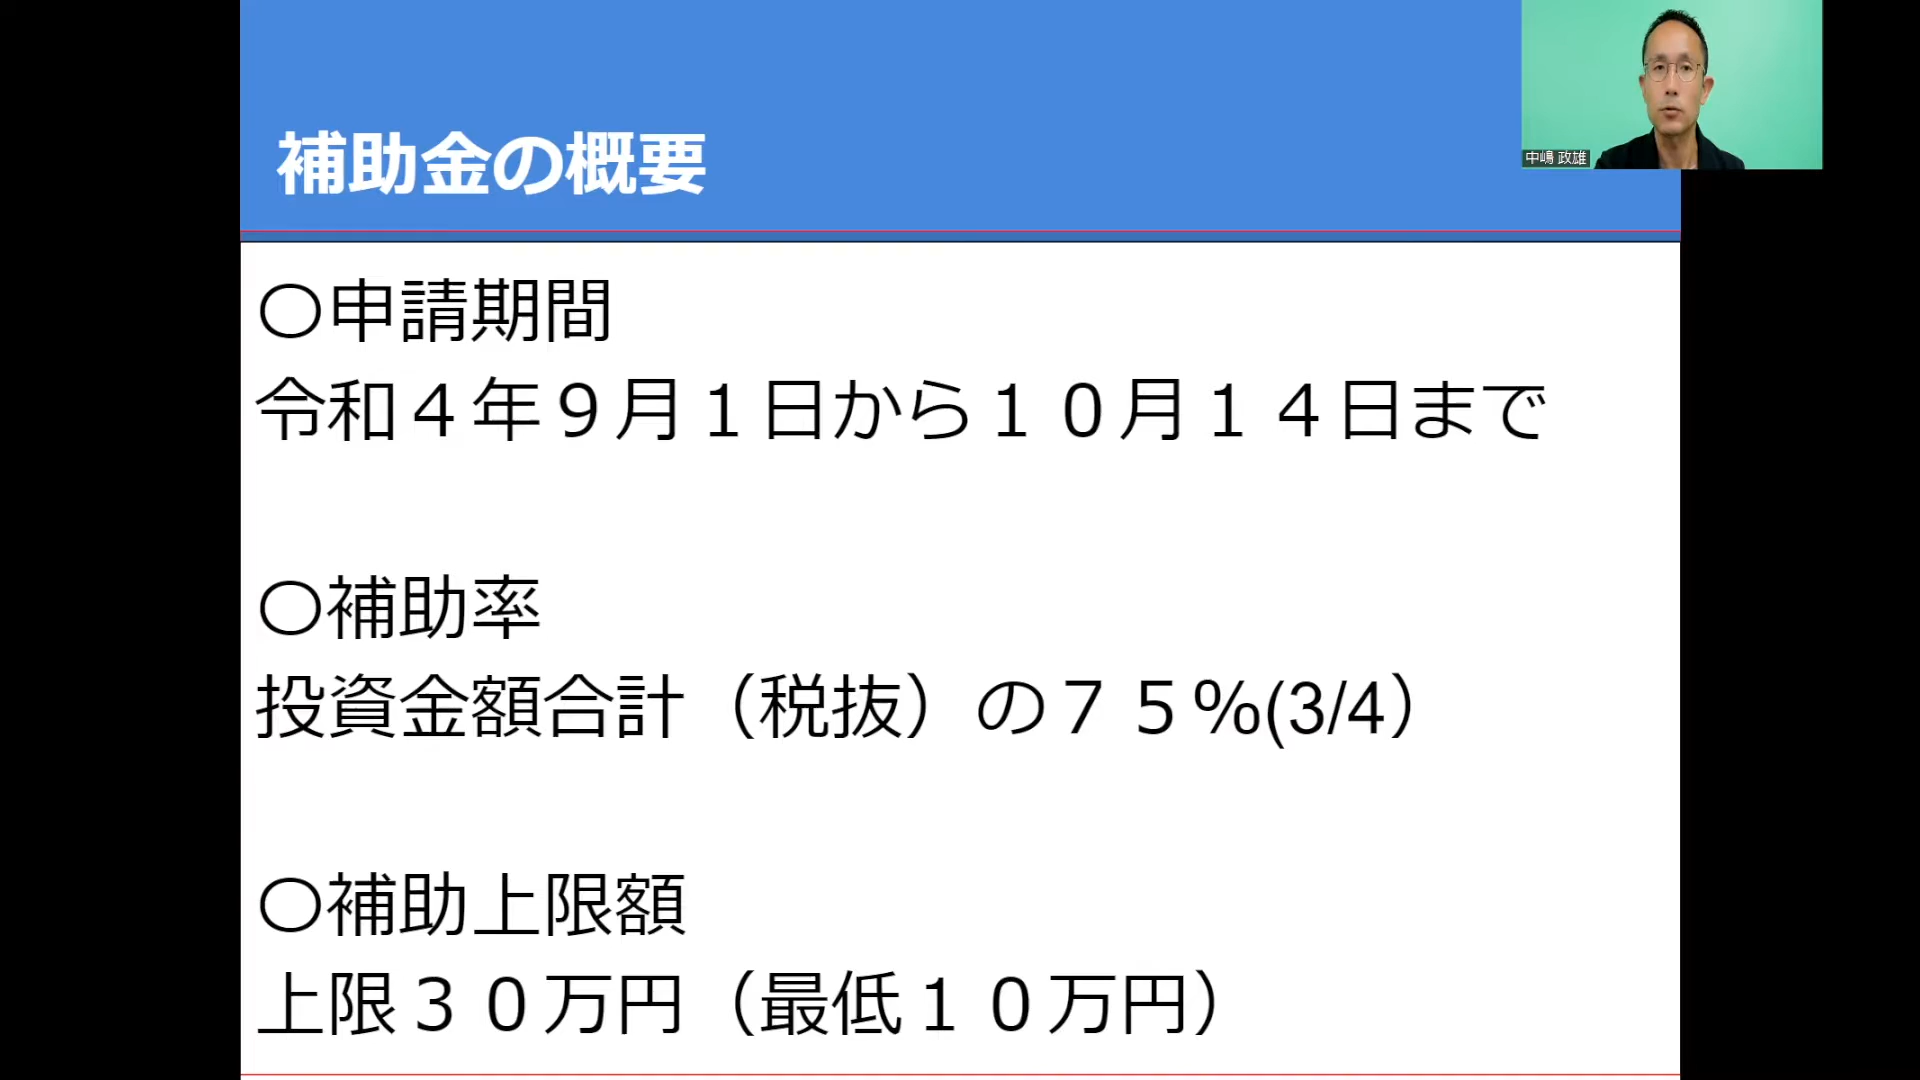 補助金の概要
中嶋 政雄
〇申請期間
令和４年９月１日から１０月１４日まで
〇補助率
投資金額合計（税抜）の７５％(3/4）
〇補助上限額
上限３０万円（最低１０万円）